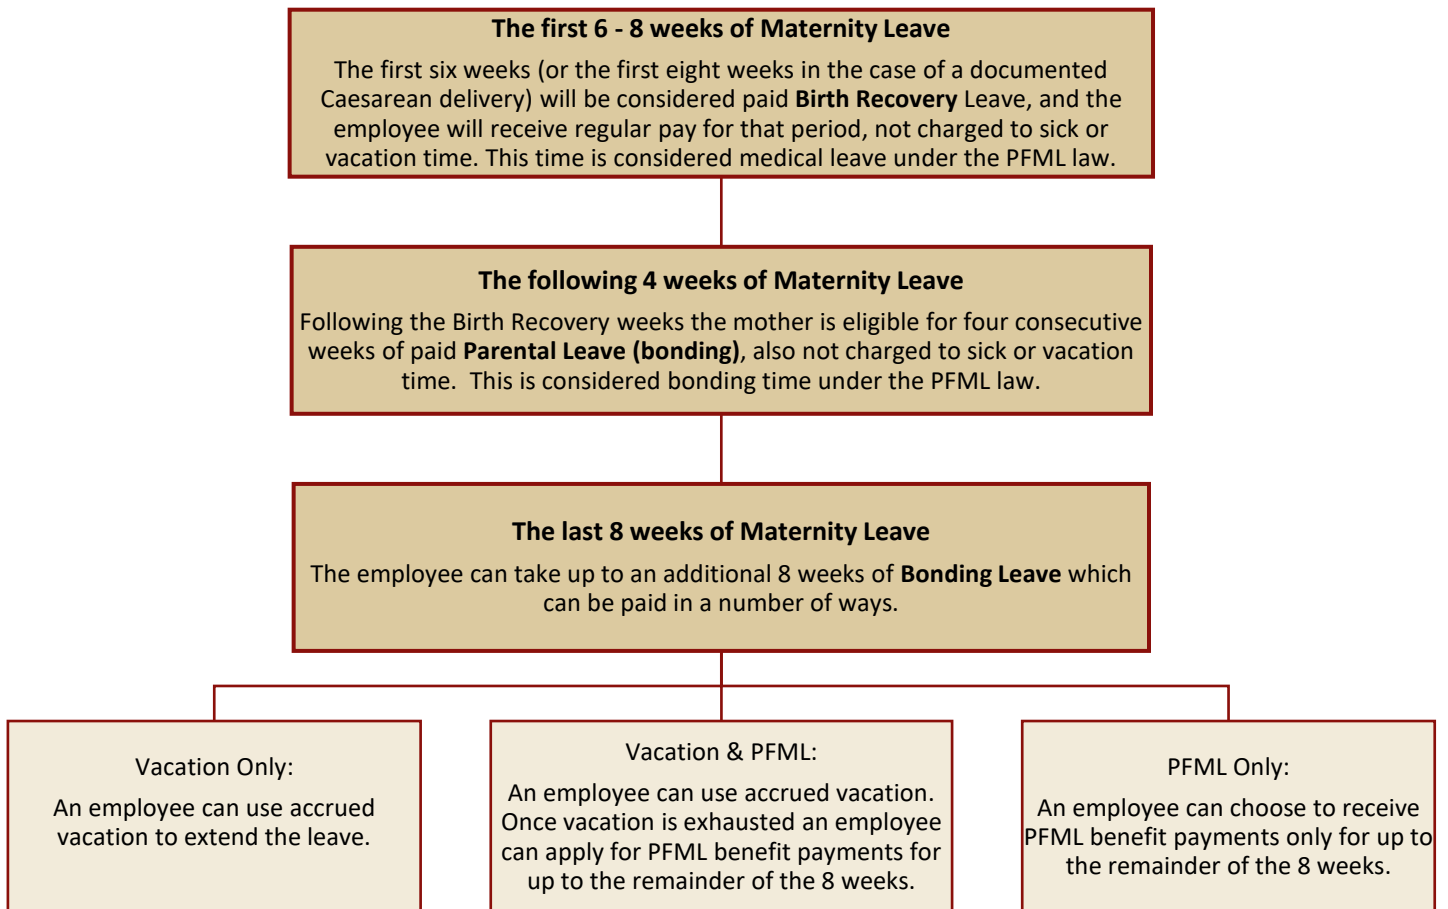 The first 6 - 8 weeks of Maternity Leave
The first six weeks (or the first eight weeks in the case of a documented
Caesarean delivery) will be considered paid Birth Recovery Leave, and the
employee will receive regular pay for that period, not charged to sick or
vacation time. This time is considered medical leave under the PFML law.
The following 4 weeks of Maternity Leave
Following the Birth Recovery weeks the mother is eligible for four consecutive
weeks of paid Parental Leave (bonding), also not charged to sick or vacation
time. This is considered bonding time under the PFML law.
The last 8 weeks of Maternity Leave
The employee can take up to an additional 8 weeks of Bonding Leave which
can be paid in a number of ways.
Vacation Only:
An employee can use accrued
vacation to extend the leave.
Vacation & PFML:
An employee can use accrued vacation.
Once vacation is exhausted an employee
can apply for PFML benefit payments for
up to the remainder of the 8 weeks.
PFML Only:
An employee can choose to receive
PFML benefit payments only for up to
the remainder of the 8 weeks.